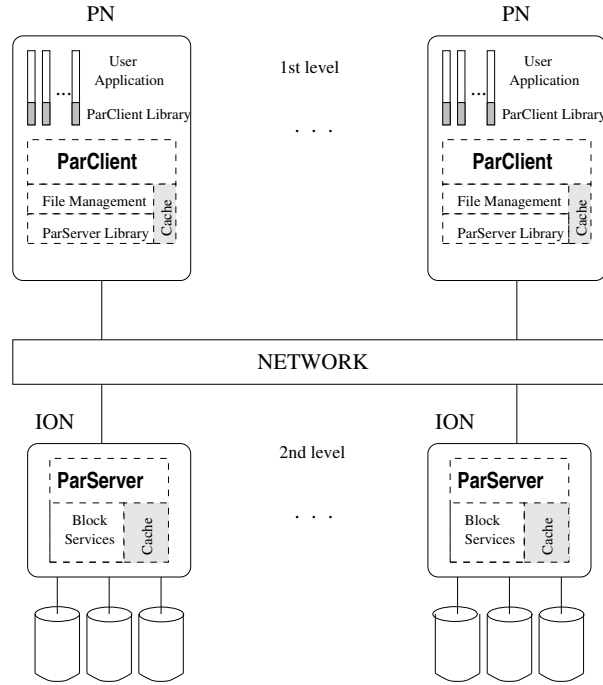 PN
PN
User
Application
ParClient Library
...
1st level
. . .
User
Application
ParClient Library
...
ParClient
File Management
ParServer Library
Cache
ParClient
File Management
ParServer Library
Cache
NETWORK
ION
ION
ParServer
Block
Services
Cache
2nd level
. . .
ParServer
Block
Services
Cache